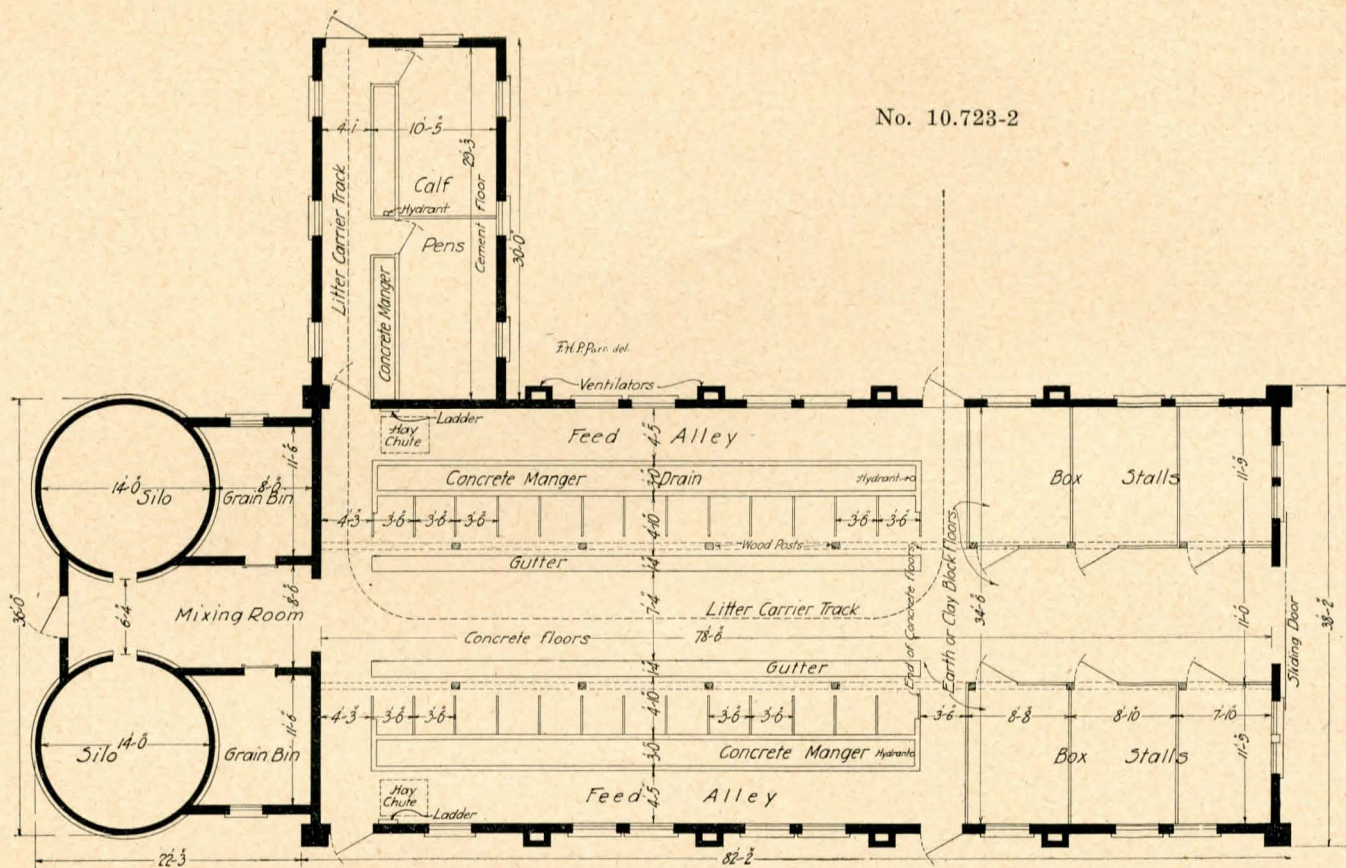 No. 10.723-2
4'-1"
10'-5"
29'-3"
Litter Carrier Track
Calf
Hydrant
Pens
Cement floor
30'-0"
Concrete Manger
F.H.P. Parr. del.
Ventilators
Ladder
Hay
Chute
Feed Alley
4'-5"
Concrete Manger
Drain
3'-0"
Hydrant
Box Stalls
11'-9"
14'-0"
Silo
Grain Bin
8'-0"
11'-6"
4'-3"
3'-6"
3'-6"
3'-6"
4'-10"
3'-6"
3'-6"
Wood Posts
Gutter
1'-4"
36'-0"
6'-4"
Mixing Room
8'-6"
7'-4"
Litter Carrier Track
Concrete floors
78'-6"
End of Concrete floors
Earth or Clay Block Floors
34'-6"
11'-0"
Sliding Door
38'-2"
Gutter
1'-4"
4'-3"
3'-6"
3'-6"
4'-10"
3'-6"
3'-6"
3'-6"
8'-8"
8'-10"
7'-10"
Silo
14'-0"
Grain Bin
11'-6"
3'-0"
Concrete Manger
Hydrant
Box Stalls
11'-9"
Hay
Chute
Ladder
Feed Alley
4'-5"
22'-3"
82'-2"